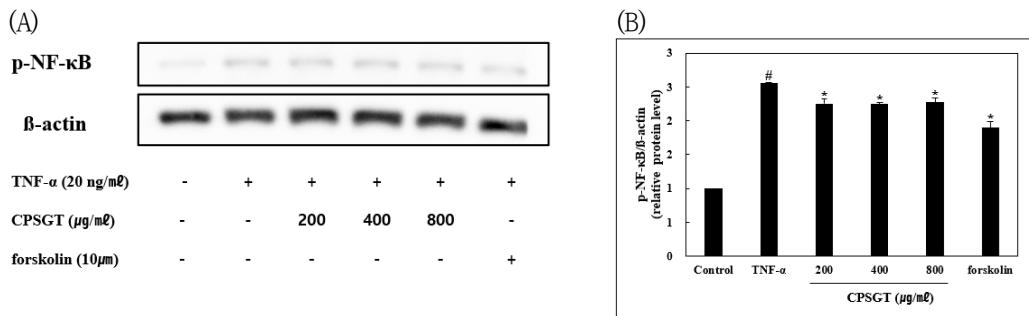 (A)
p-NF-κB
ß-actin
TNF-α (20 ng/㎖) - + + + + +
CPSGT (㎍/㎖) - - 200 400 800 -
forskolin (10㎛) - - - - - +
(B)
p-NF-κB/ß-actin
(relative protein level)
3
3
2
2
1
1
0
#
*
*
*
*
Control TNF-α 200 400 800 forskolin
CPSGT (㎍/㎖)